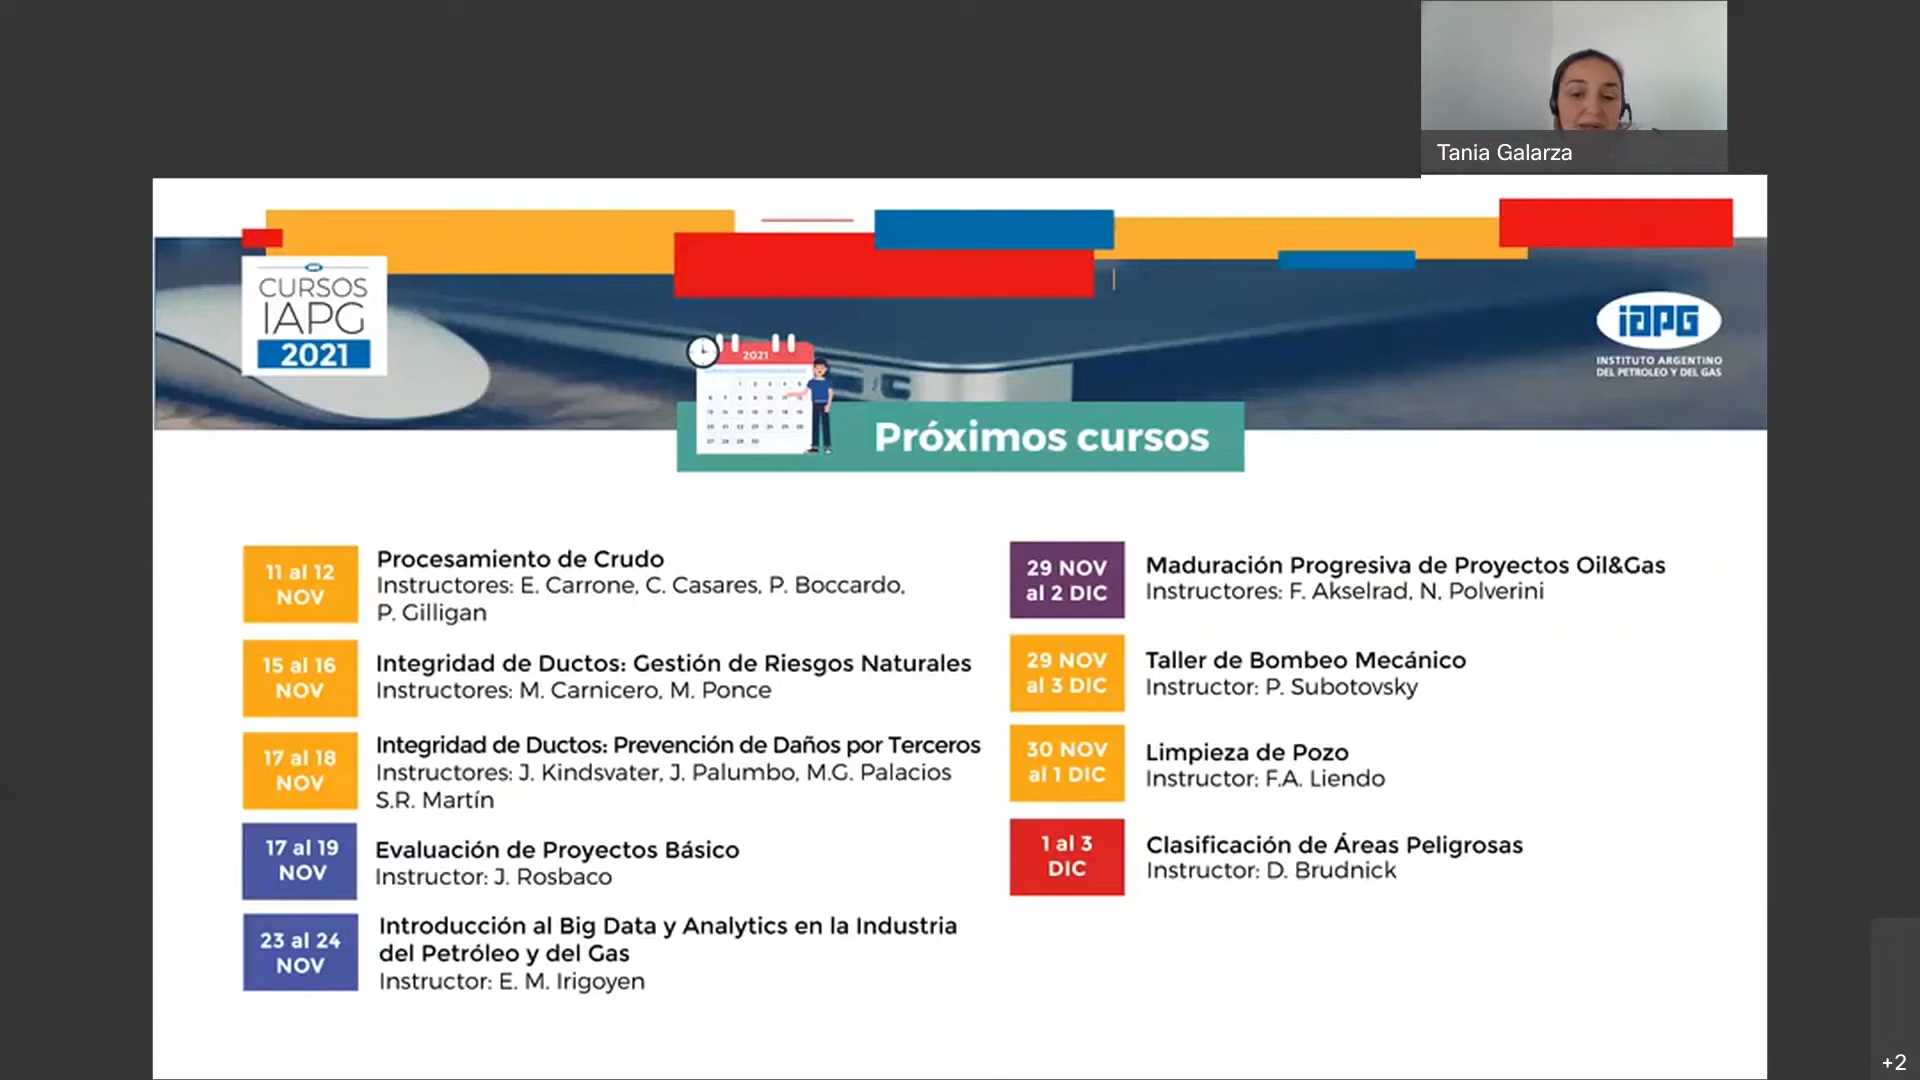 Tania Galarza
CURSOS
IAPG
2021
iAPG
INSTITUTO ARGENTINO
DEL PETROLEO Y DEL GAS
2021
Próximos cursos
11 al 12
NOV
Procesamiento de Crudo
Instructores: E. Carrone, C. Casares, P. Boccardo,
P. Gilligan
15 al 16
NOV
Integridad de Ductos: Gestión de Riesgos Naturales
Instructores: M. Carnicero, M. Ponce
17 al 18
NOV
Integridad de Ductos: Prevención de Daños por Terceros
Instructores: J. Kindsvater, J. Palumbo, M.G. Palacios
S.R. Martín
17 al 19
NOV
Evaluación de Proyectos Básico
Instructor: J. Rosbaco
23 al 24
NOV
Introducción al Big Data y Analytics en la Industria
del Petróleo y del Gas
Instructor: E. M. Irigoyen
29 NOV
al 2 DIC
Maduración Progresiva de Proyectos Oil&Gas
Instructores: F. Akselrad, N. Polverini
29 NOV
al 3 DIC
Taller de Bombeo Mecánico
Instructor: P. Subotovsky
30 NOV
al 1 DIC
Limpieza de Pozo
Instructor: F.A. Liendo
1 al 3
DIC
Clasificación de Áreas Peligrosas
Instructor: D. Brudnick
+2